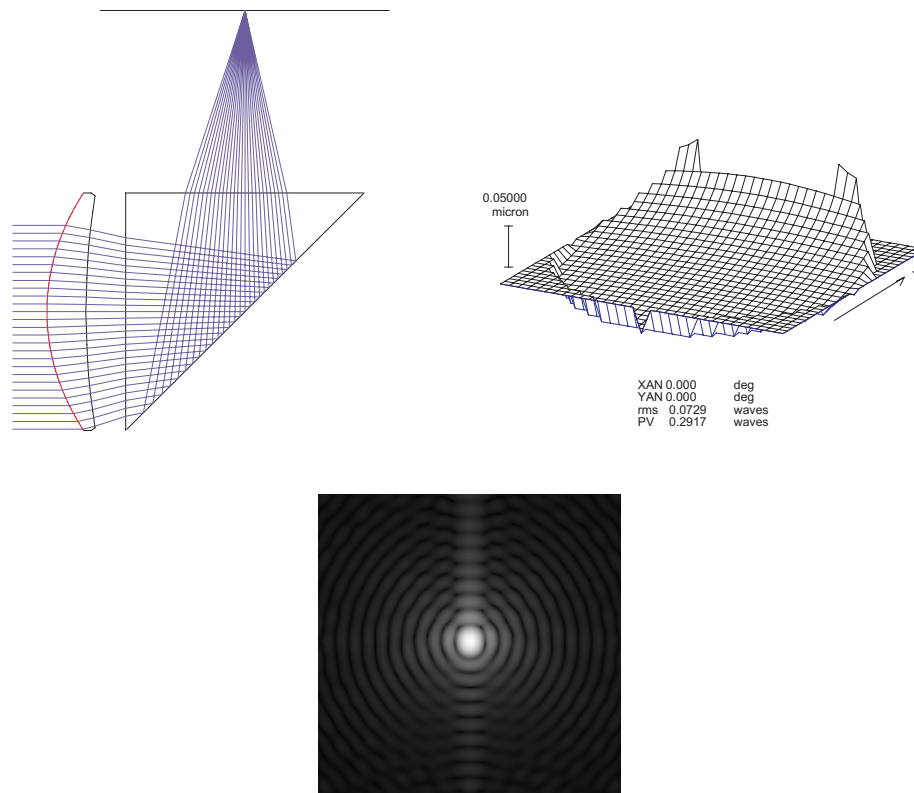 0.05000
micron
XAN 0.000 deg
YAN 0.000 deg
rms 0.0729 waves
PV 0.2917 waves